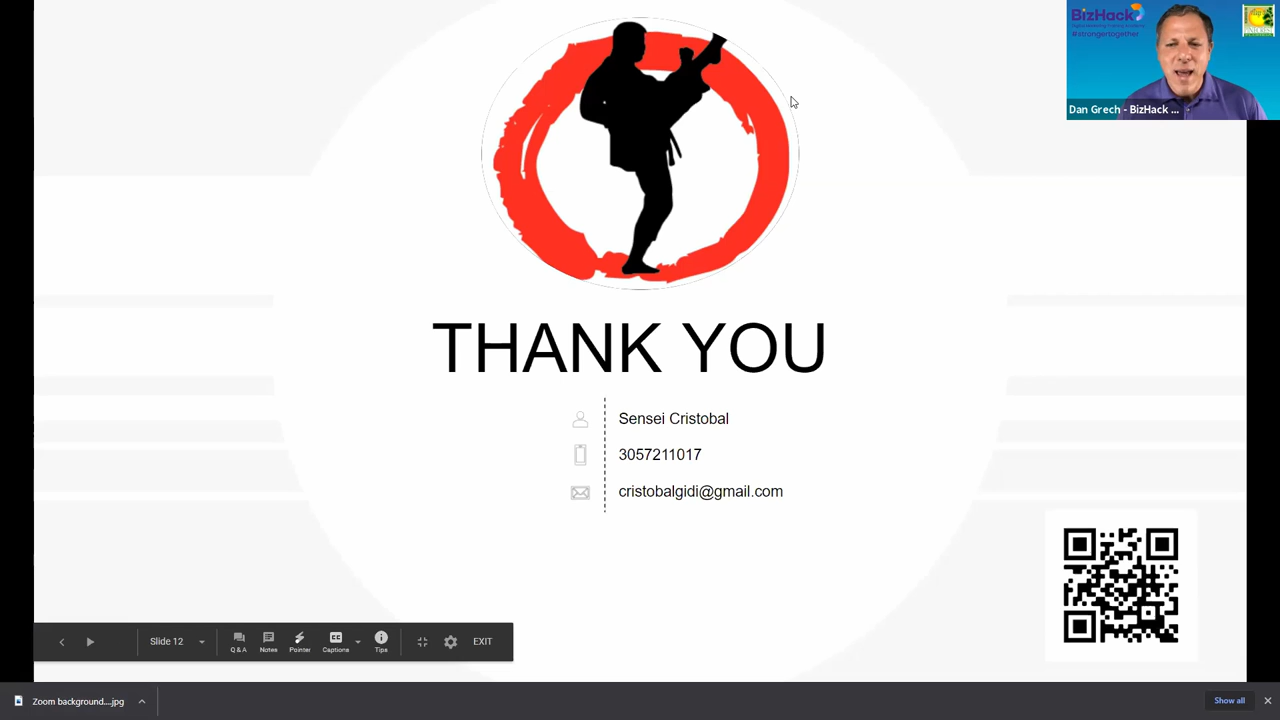 BizHack
#strongertogether
Dan Grech - BizHack ...
THANK YOU
Sensei Cristobal
3057211017
cristobalgidi@gmail.com
Slide 12
Q & A
Notes
Pointer
CC
Captions
Tips
EXIT
Zoom background....jpg
Show all